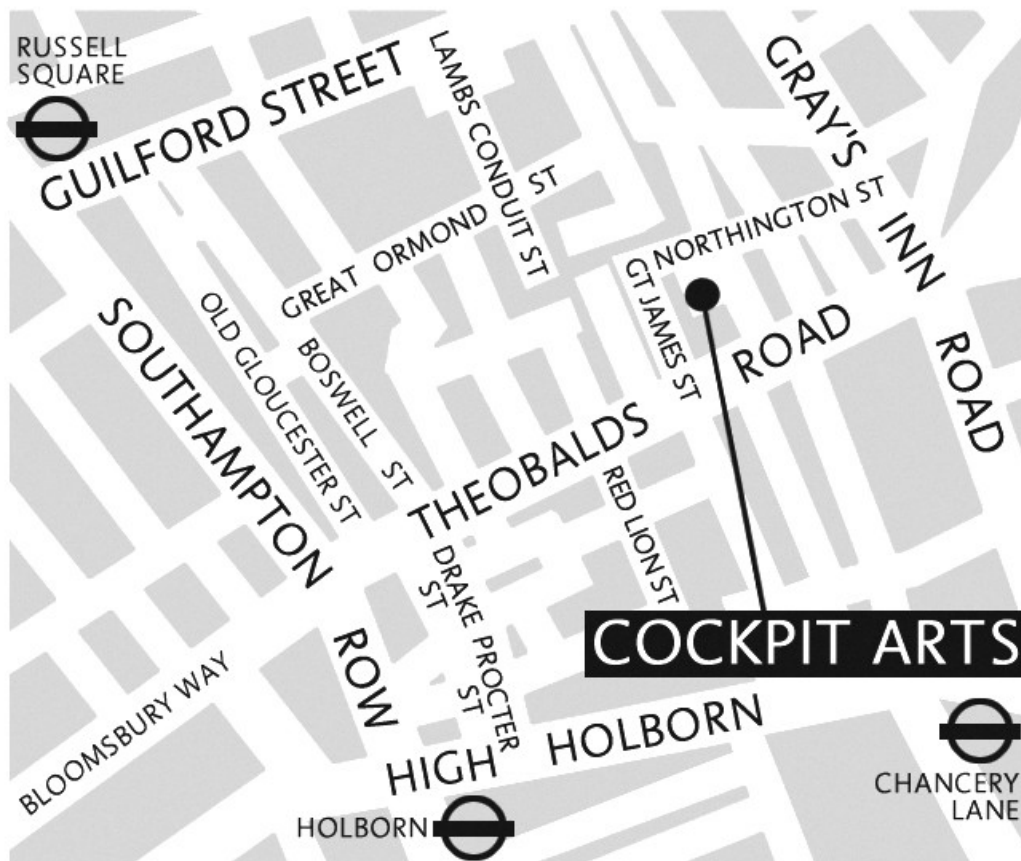 RUSSELL
SQUARE
GUILFORD STREET
LAMBS CONDUIT ST
GRAY'S INN ROAD
GREAT ORMOND ST
NORTHINGTON ST
GT JAMES ST
OLD GLOUCESTER ST
BOSWELL ST
SOUTHAMPTON ROW
THEOBALDS ROAD
RED LION ST
DRAKE ST
PROCTER ST
COCKPIT ARTS
BLOOMSBURY WAY
HIGH HOLBORN
CHANCERY
LANE
HOLBORN